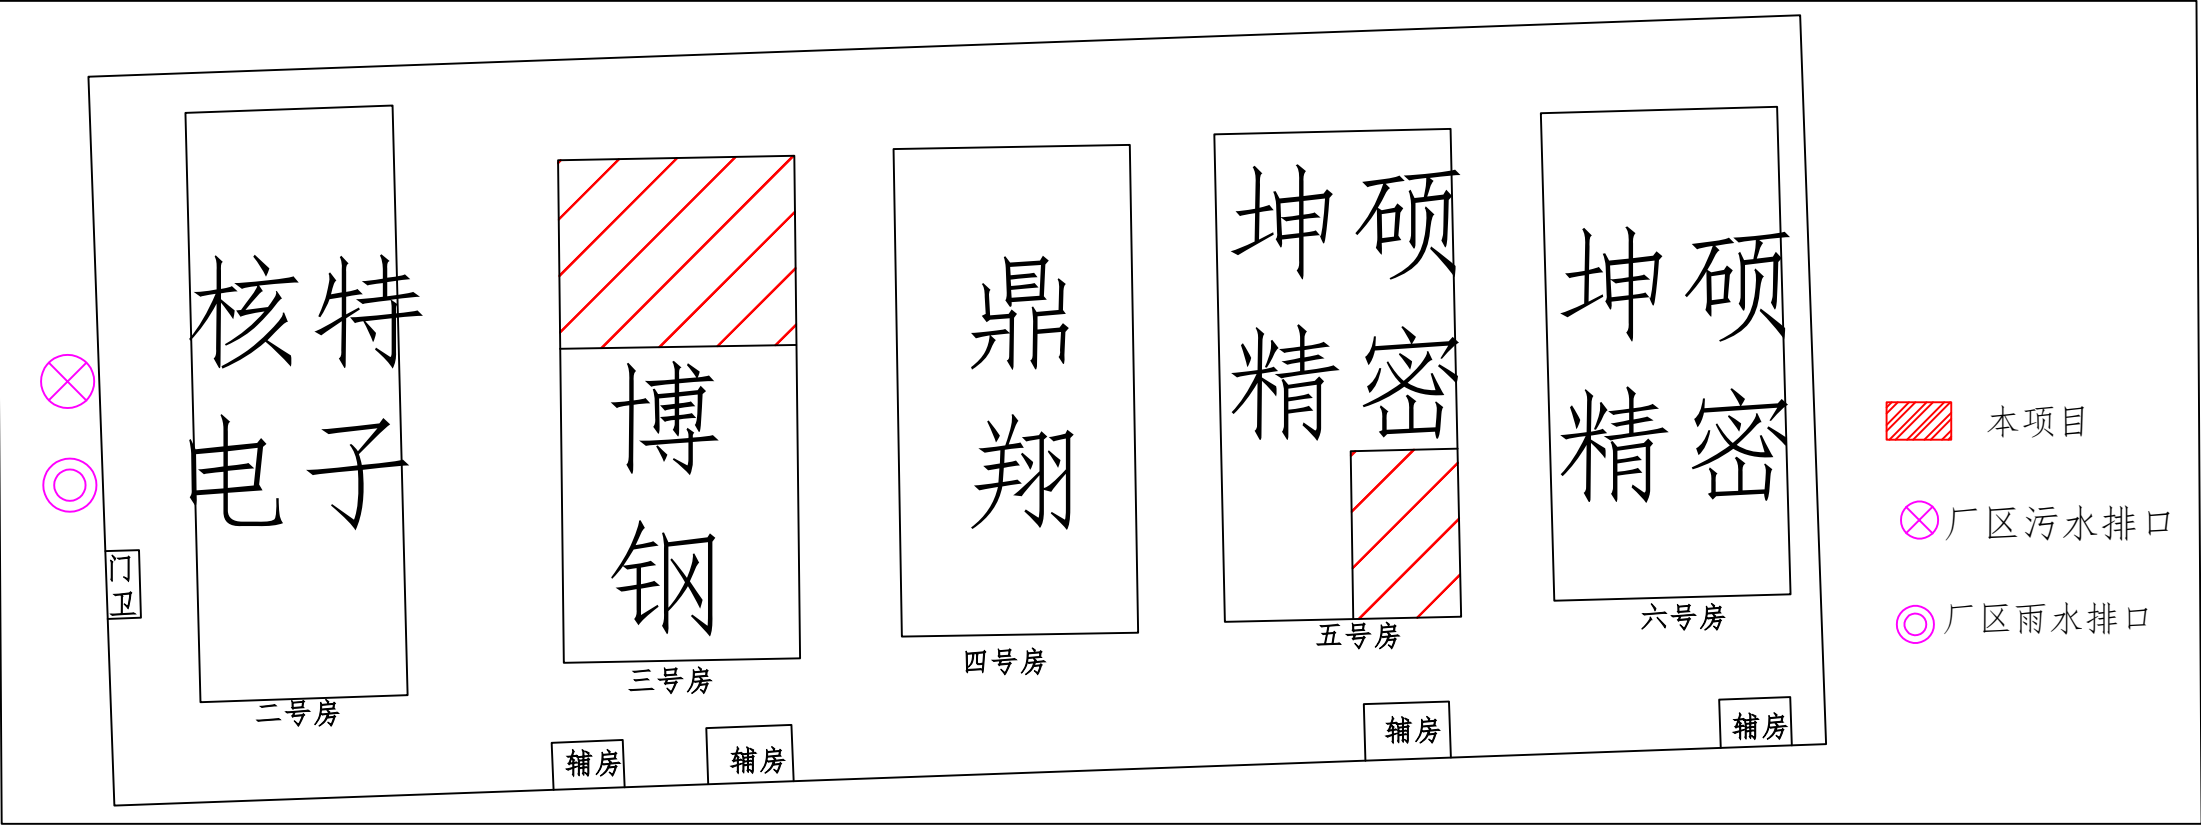 核特
电子
二号房
门
卫
博
钢
三号房
鼎
翔
四号房
坤硕
精密
五号房
坤硕
精密
六号房
辅房
辅房
辅房
辅房
本项目
厂区污水排口
厂区雨水排口